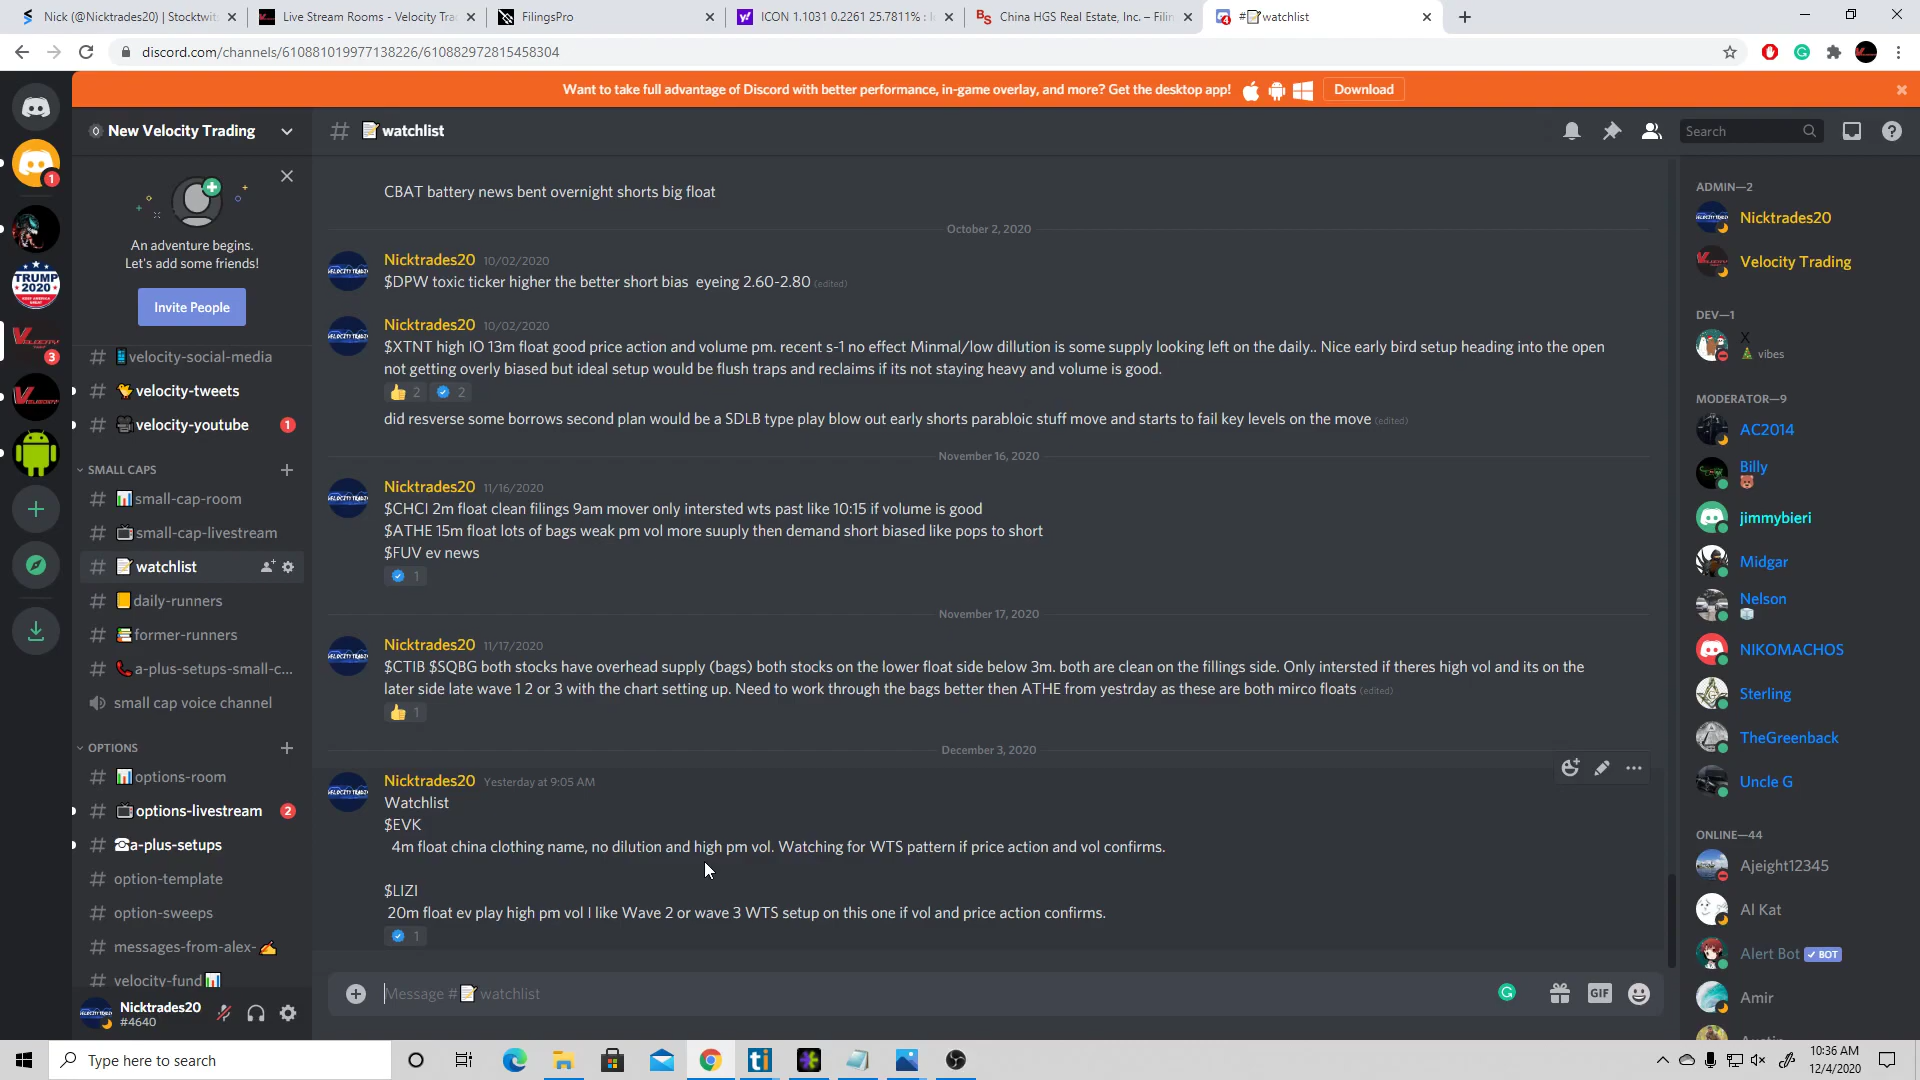 Nick (@Nicktrades20) | Stocktwit
Live Stream Rooms - Velocity Tra
FilingsPro
ICON 1.1031 0.2261 25.7811% :
China HGS Real Estate, Inc. – Filin
#📝watchlist
discord.com/channels/610881019977138226/610882972815458304
Want to take full advantage of Discord with better performance, in-game overlay, and more? Get the desktop app!
Download
New Velocity Trading
# 📝watchlist
Search
An adventure begins.
Let's add some friends!
Invite People
velocity-social-media
velocity-tweets
velocity-youtube 1
SMALL CAPS
small-cap-room
small-cap-livestream
watchlist
daily-runners
former-runners
a-plus-setups-small-c...
small cap voice channel
OPTIONS
options-room
options-livestream 2
a-plus-setups
option-template
option-sweeps
messages-from-alex-
velocity-fund
Nicktrades20
#4640
TRUMP
2020
1
3
CBAT battery news bent overnight shorts big float
October 2, 2020
Nicktrades20 10/02/2020
$DPW toxic ticker higher the better short bias  eyeing 2.60-2.80 (edited)
Nicktrades20 10/02/2020
$XTNT high IO 13m float good price action and volume pm. recent s-1 no effect Minmal/low dillution is some supply looking left on the daily.. Nice early bird setup heading into the open
not getting overly biased but ideal setup would be flush traps and reclaims if its not staying heavy and volume is good.
👍 2 2
did resverse some borrows second plan would be a SDLB type play blow out early shorts parabloic stuff move and starts to fail key levels on the move (edited)
November 16, 2020
Nicktrades20 11/16/2020
$CHCI 2m float clean filings 9am mover only intersted wts past like 10:15 if volume is good
$ATHE 15m float lots of bags weak pm vol more suuply then demand short biased like pops to short
$FUV ev news
1
November 17, 2020
Nicktrades20 11/17/2020
$CTIB $SQBG both stocks have overhead supply (bags) both stocks on the lower float side below 3m. both are clean on the fillings side. Only intersted if theres high vol and its on the
later side late wave 1 2 or 3 with the chart setting up. Need to work through the bags better then ATHE from yestrday as these are both mirco floats (edited)
👍 1
December 3, 2020
Nicktrades20 Yesterday at 9:05 AM
Watchlist
$EVK
4m float china clothing name, no dilution and high pm vol. Watching for WTS pattern if price action and vol confirms.
$LIZI
20m float ev play high pm vol I like Wave 2 or wave 3 WTS setup on this one if vol and price action confirms.
1
Message #📝watchlist
GIF
ADMIN—2
Nicktrades20
Velocity Trading
DEV—1
X
🎄 vibes
MODERATOR—9
AC2014
Billy
jimmybieri
Midgar
Nelson
NIKOMACHOS
Sterling
TheGreenback
Uncle G
ONLINE—44
Ajeight12345
Al Kat
Alert Bot ✓ BOT
Amir
Type here to search
10:36 AM
12/4/2020